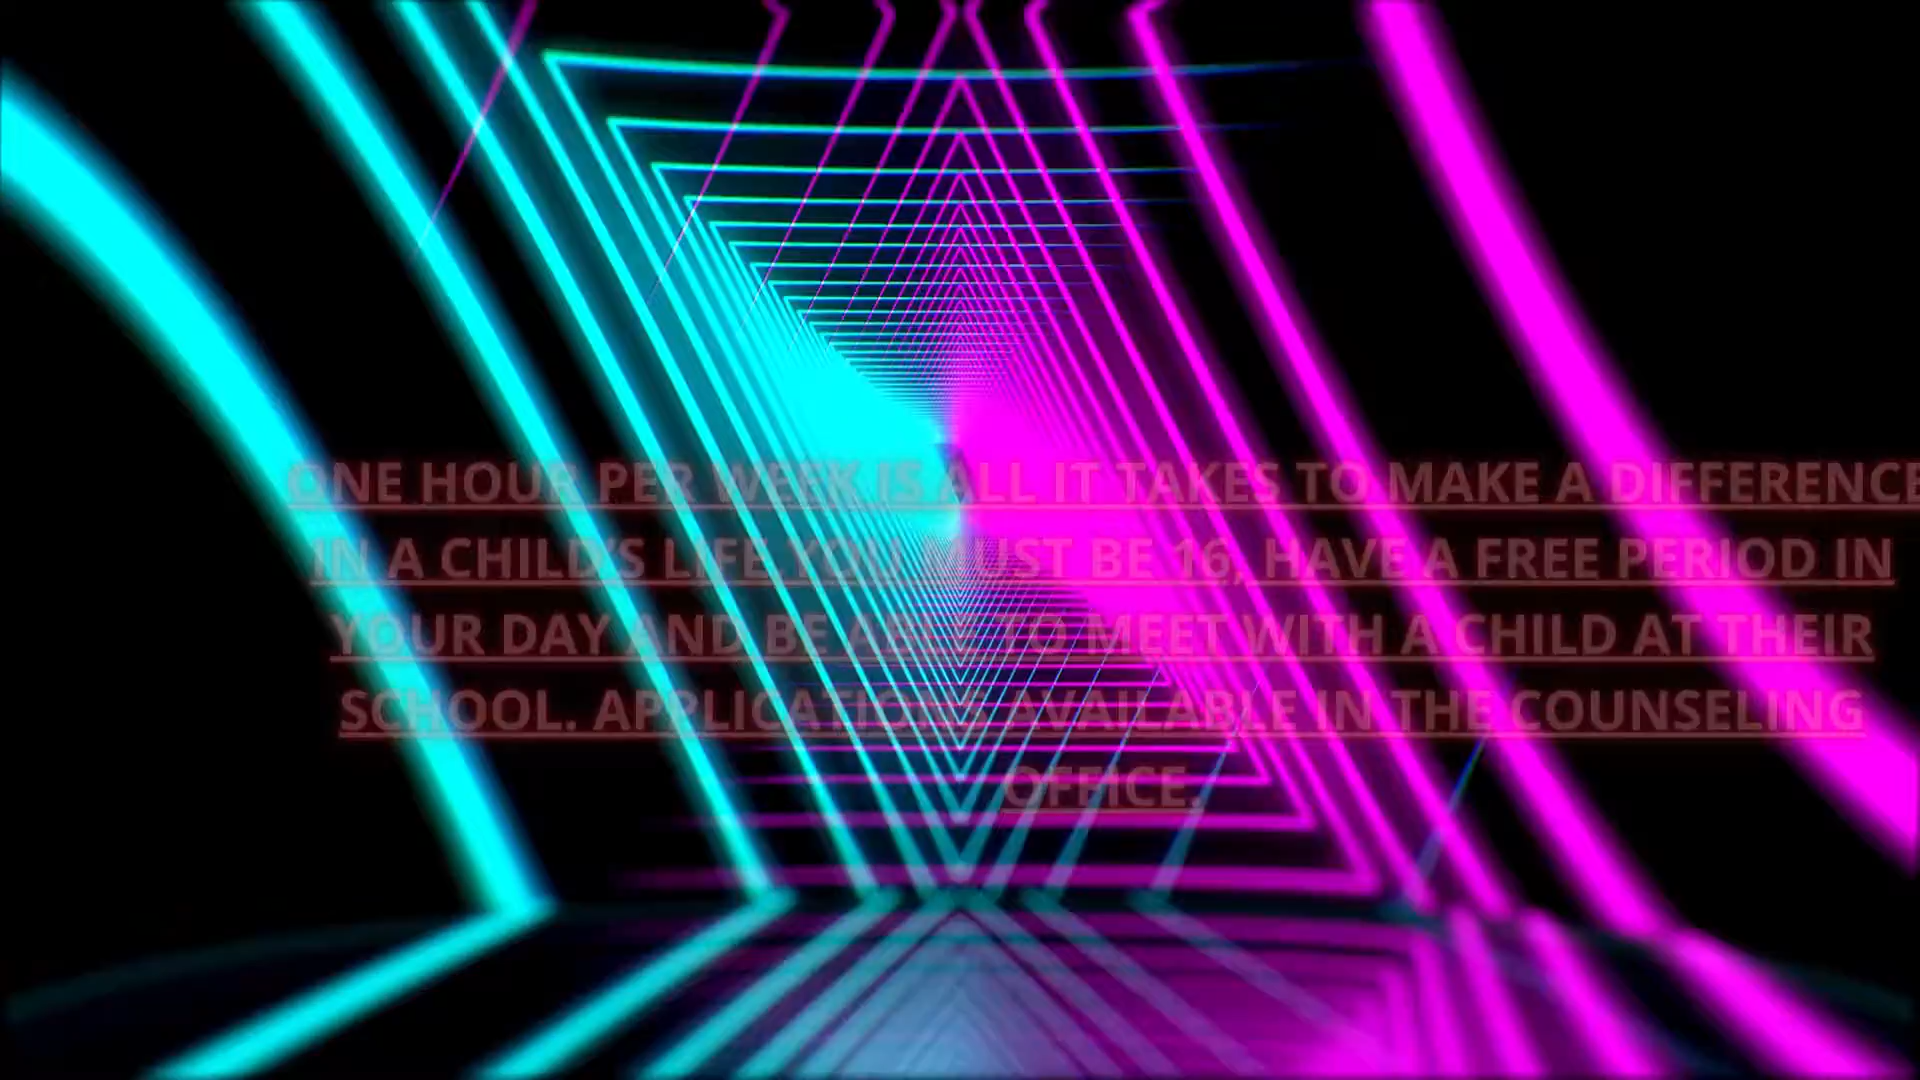 ONE HOUR PER WEEK IS ALL IT TAKES TO MAKE A DIFFERENCE
IN A CHILD'S LIFE YOU MUST BE 16, HAVE A FREE PERIOD IN
YOUR DAY AND BE ABLE TO MEET WITH A CHILD AT THEIR
SCHOOL. APPLICATIONS AVAILABLE IN THE COUNSELING
OFFICE.